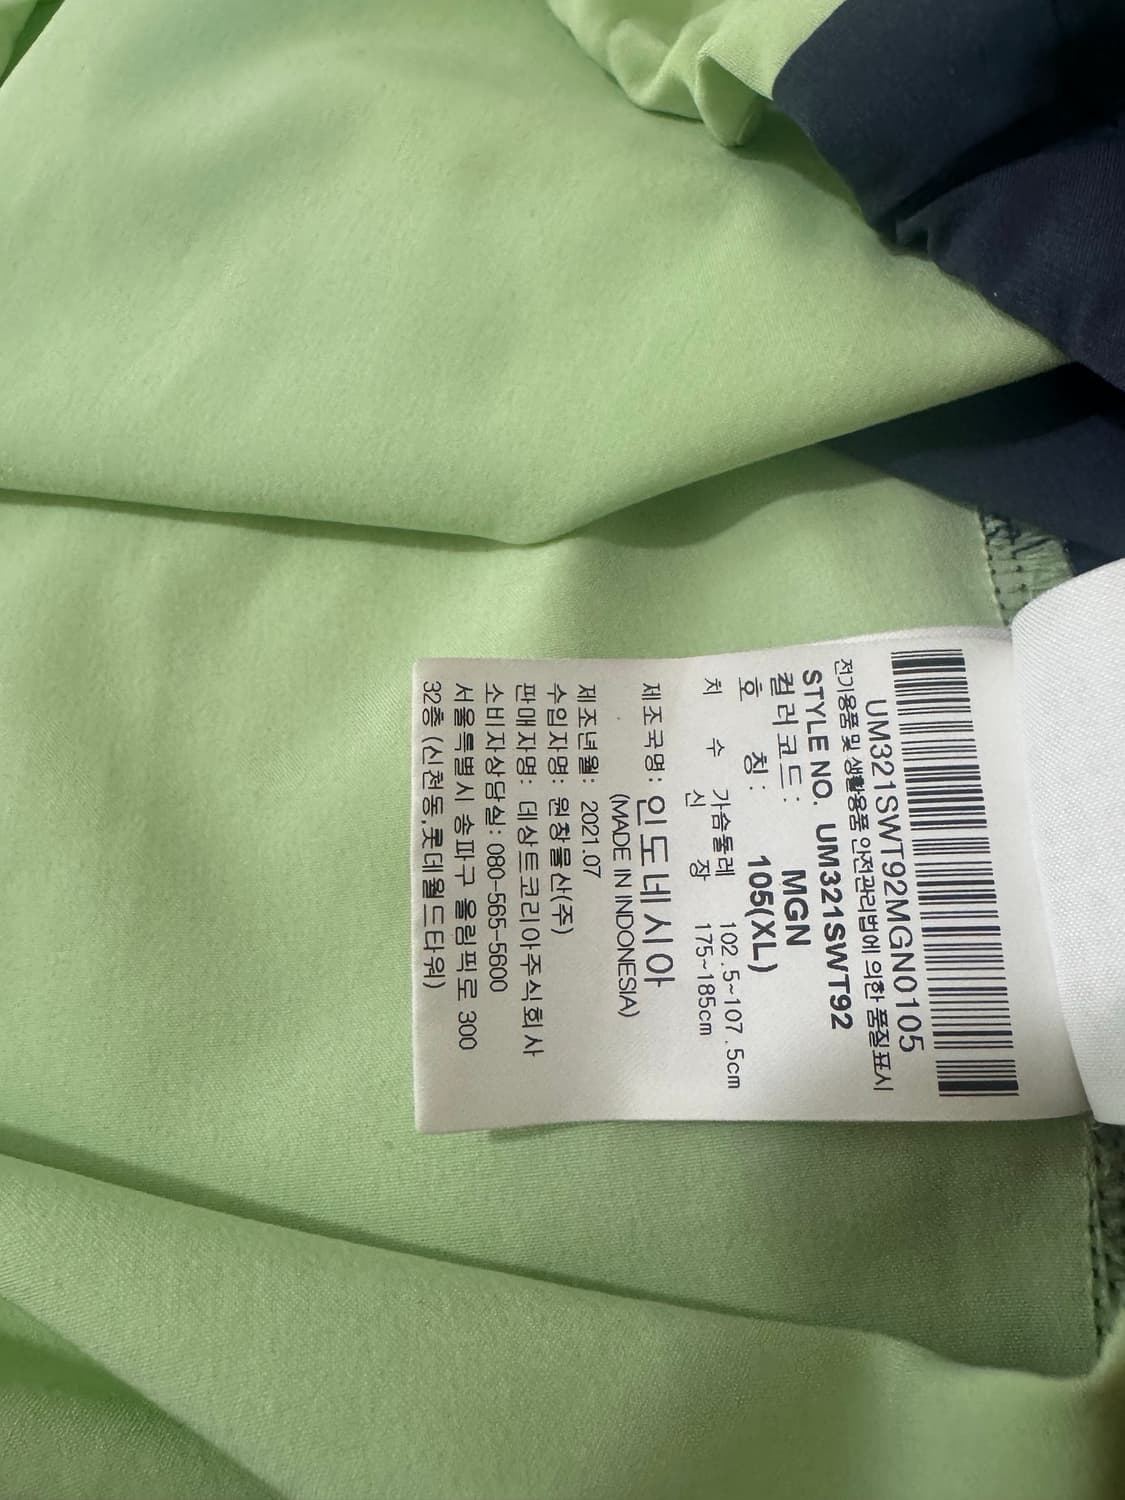 UM321SWT92MGN0105
전기용품 및 생활용품 안전관리법에 의한 품질표시
STYLE NO. UM321SWT92
컬러코드: MGN
호 칭: 105(XL)
치 수 가슴둘레 102.5~107.5cm
신 장 175~185cm
제조국명: 인도네시아
(MADE IN INDONESIA)
제조년월: 2021.07
수입자명: 원창물산(주)
판매자명: 데상트코리아주식회사
소비자상담실: 080-565-5600
서울특별시 송파구 올림픽로 300
32층 (신천동,롯데월드타워)